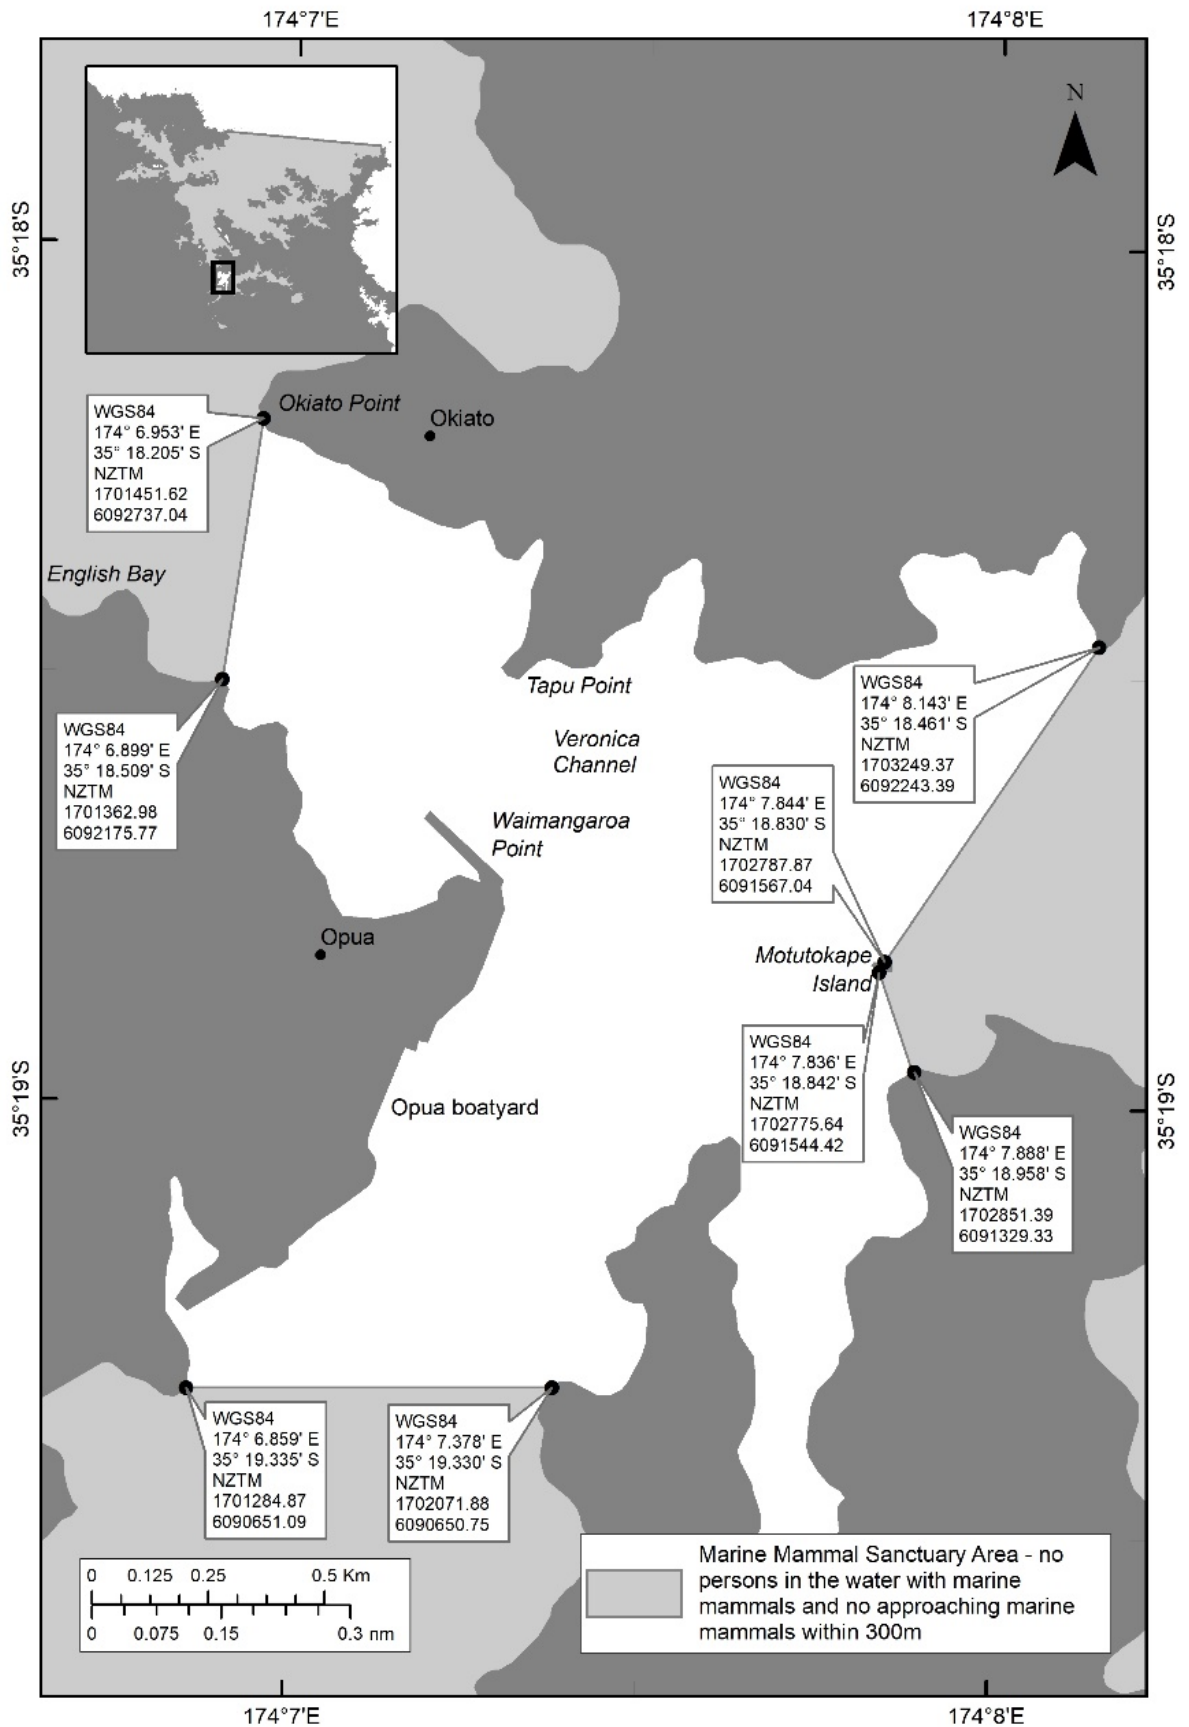 174°7'E
174°8'E
N
35°18'S
35°18'S
Okiato Point
Okiato
WGS84
174° 6.953' E
35° 18.205' S
NZTM
1701451.62
6092737.04
English Bay
Tapu Point
WGS84
174° 8.143' E
35° 18.461' S
NZTM
1703249.37
6092243.39
WGS84
174° 6.899' E
35° 18.509' S
NZTM
1701362.98
6092175.77
Veronica
Channel
WGS84
174° 7.844' E
35° 18.830' S
NZTM
1702787.87
6091567.04
Waimangaroa
Point
Opua
Motutokape
Island
WGS84
174° 7.836' E
35° 18.842' S
NZTM
1702775.64
6091544.42
35°19'S
35°19'S
Opua boatyard
WGS84
174° 7.888' E
35° 18.958' S
NZTM
1702851.39
6091329.33
WGS84
174° 6.859' E
35° 19.335' S
NZTM
1701284.87
6090651.09
WGS84
174° 7.378' E
35° 19.330' S
NZTM
1702071.88
6090650.75
0 0.125 0.25 0.5 Km
0 0.075 0.15 0.3 nm
Marine Mammal Sanctuary Area - no
persons in the water with marine
mammals and no approaching marine
mammals within 300m
174°7'E
174°8'E